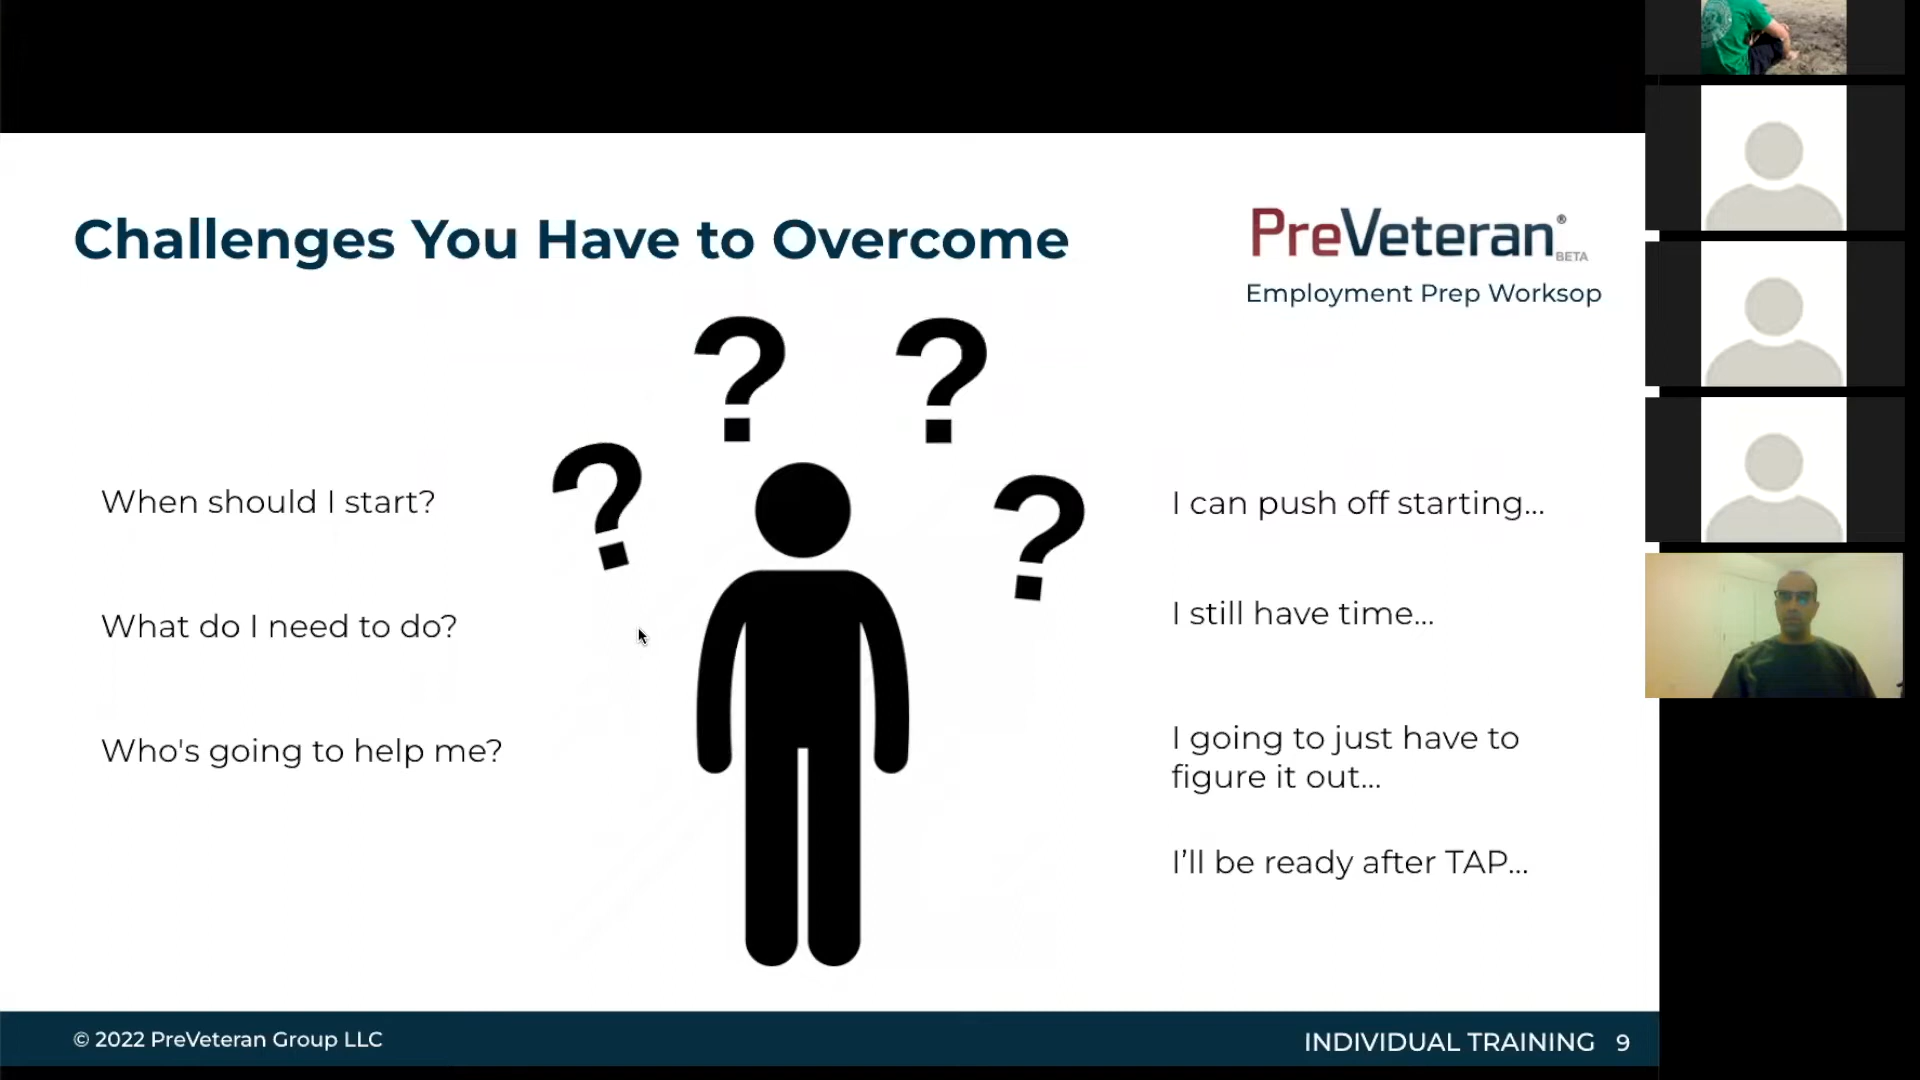 Challenges You Have to Overcome
PreVeteran®
BETA
Employment Prep Worksop
When should I start?
What do I need to do?
Who's going to help me?
? ? ? ?
I can push off starting...
I still have time...
I going to just have to
figure it out...
I’ll be ready after TAP...
© 2022 PreVeteran Group LLC
INDIVIDUAL TRAINING 9